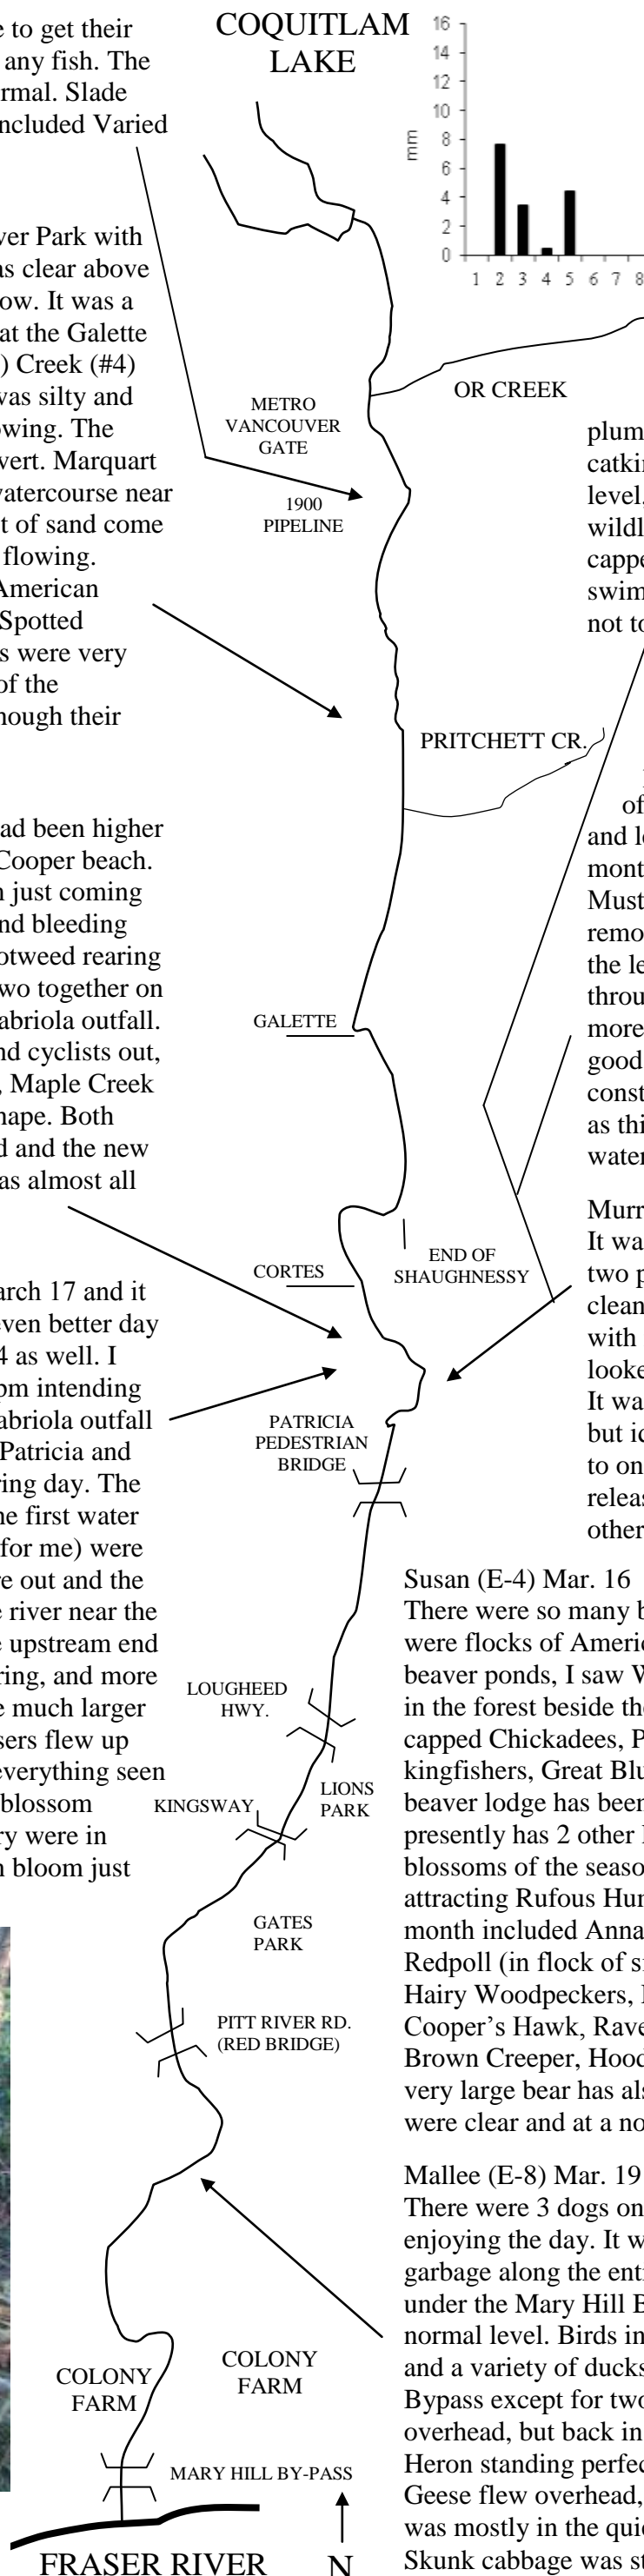 e to get their
any fish. The
rmal. Slade
ncluded Varied
ver Park with
as clear above
ow. It was a
at the Galette
) Creek (#4)
was silty and
owing. The
vert. Marquart
watercourse near
t of sand come
flowing.
American
Spotted
s were very
of the
hough their
ad been higher
Cooper beach.
n just coming
nd bleeding
otweed rearing
wo together on
abriola outfall.
nd cyclists out,
, Maple Creek
hape. Both
d and the new
as almost all
arch 17 and it
even better day
4 as well. I
pm intending
abriola outfall
Patricia and
ring day. The
he first water
for me) were
re out and the
e river near the
e upstream end
ring, and more
e much larger
sers flew up
everything seen
blossom
ry were in
n bloom just
COQUITLAM
LAKE
16
14
12
10
8
6
4
2
0
mm
1 2 3 4 5 6 7 8
OR CREEK
METRO
VANCOUVER
GATE
1900
PIPELINE
PRITCHETT CR.
GALETTE
END OF
SHAUGHNESSY
CORTES
PATRICIA
PEDESTRIAN
BRIDGE
LOUGHEED
HWY.
LIONS
PARK
KINGSWAY
GATES
PARK
PITT RIVER RD.
(RED BRIDGE)
COLONY
FARM
COLONY
FARM
MARY HILL BY-PASS
FRASER RIVER
N
plum
catki
level
wildl
cappe
swim
not to
of
and le
mont
Must
remo
the le
throu
more
good
const
as thi
water
Murr
It wa
two p
clean
with
looke
It wa
but ic
to on
releas
other
Susan (E-4) Mar. 16
There were so many b
were flocks of Americ
beaver ponds, I saw W
in the forest beside the
capped Chickadees, P
kingfishers, Great Blu
beaver lodge has been
presently has 2 other
blossoms of the seaso
attracting Rufous Hur
month included Anna
Redpoll (in flock of si
Hairy Woodpeckers,
Cooper's Hawk, Rave
Brown Creeper, Hood
very large bear has als
were clear and at a no
Mallee (E-8) Mar. 19
There were 3 dogs on
enjoying the day. It w
garbage along the enti
under the Mary Hill B
normal level. Birds in
and a variety of ducks
Bypass except for two
overhead, but back in
Heron standing perfec
Geese flew overhead,
was mostly in the quie
Skunk cabbage was st